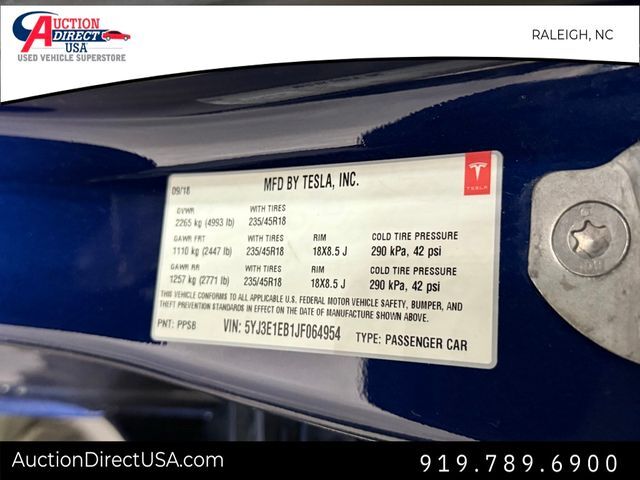 AUCTION
DIRECT
USA
USED VEHICLE SUPERSTORE
RALEIGH, NC
09/18 MFD BY TESLA, INC.
TESLA
GVWR WITH TIRES
2265 kg (4993 lb) 235/45R18
GAWR FRT WITH TIRES RIM COLD TIRE PRESSURE
1110 kg (2447 lb) 235/45R18 18X8.5 J 290 kPa, 42 psi
GAWR RR WITH TIRES RIM COLD TIRE PRESSURE
1257 kg (2771 lb) 235/45R18 18X8.5 J 290 kPa, 42 psi
THIS VEHICLE CONFORMS TO ALL APPLICABLE U.S. FEDERAL MOTOR VEHICLE SAFETY, BUMPER, AND
THEFT PREVENTION STANDARDS IN EFFECT ON THE DATE OF MANUFACTURE SHOWN ABOVE.
PNT: PPSB VIN: 5YJ3E1EB1JF064954 TYPE: PASSENGER CAR
AuctionDirectUSA.com
919.789.6900